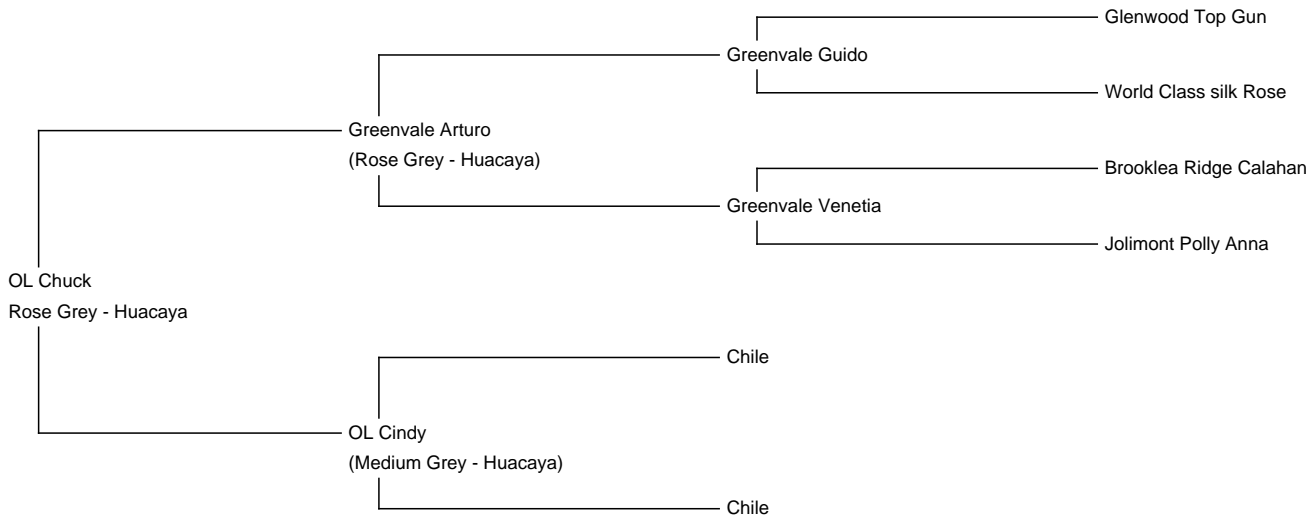 Glenwood Top Gun
Greenvale Guido
World Class silk Rose
Greenvale Arturo
(Rose Grey - Huacaya)
Brooklea Ridge Calahan
Greenvale Venetia
Jolimont Polly Anna
OL Chuck
Rose Grey - Huacaya
Chile
OL Cindy
(Medium Grey - Huacaya)
Chile